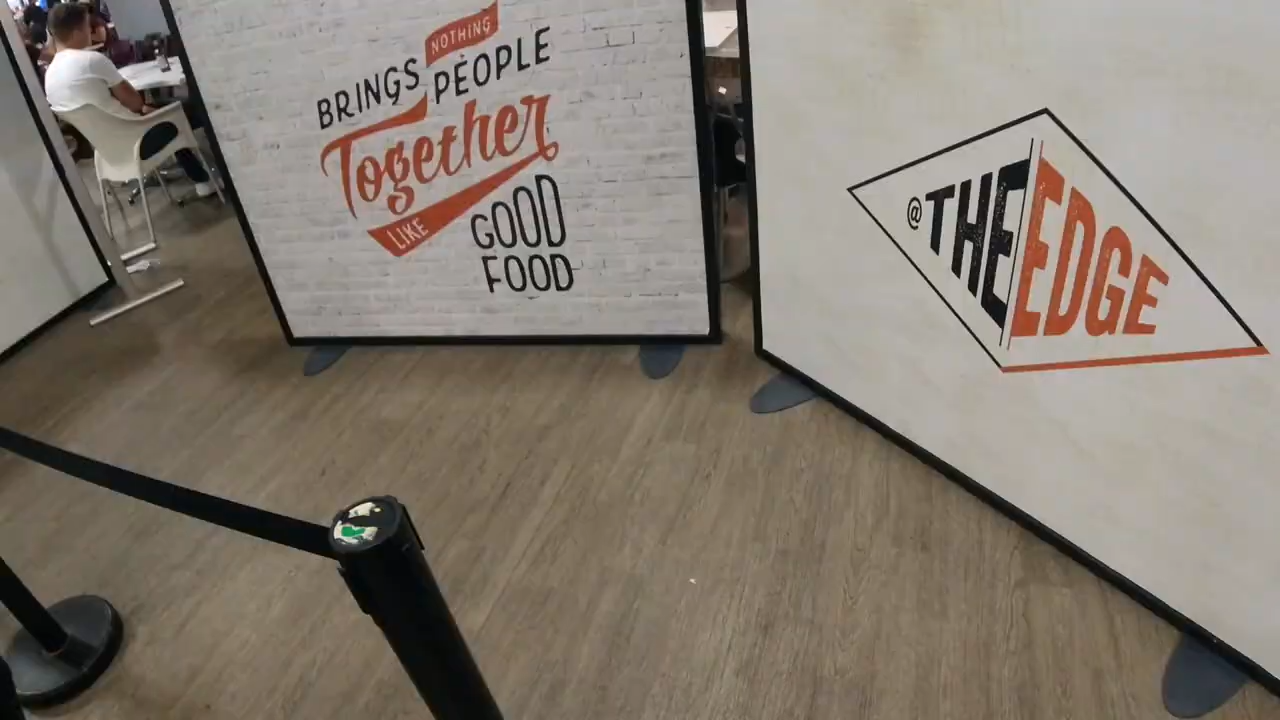 NOTHING
BRINGS PEOPLE
Together
LIKE GOOD
FOOD
@THE EDGE